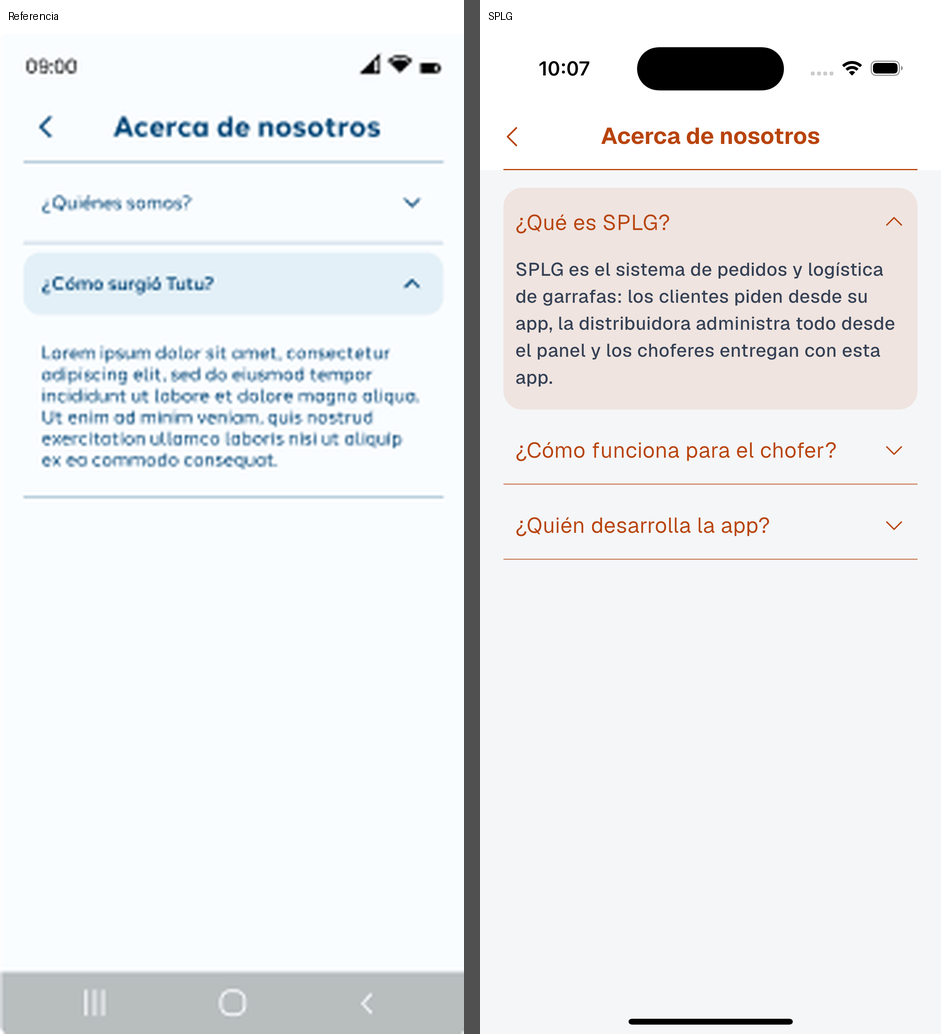 Referencia
09:00
Acerca de nosotros
¿Quiénes somos?
¿Cómo surgió Tutu?
Lorem ipsum dolor sit amet, consectetur
adipiscing elit, sed do eiusmod tempor
incididunt ut labore et dolore magna aliqua.
Ut enim ad minim veniam, quis nostrud
exercitation ullamco laboris nisi ut aliquip
ex ea commodo consequat.
SPLG
10:07
Acerca de nosotros
¿Qué es SPLG?
SPLG es el sistema de pedidos y logística
de garrafas: los clientes piden desde su
app, la distribuidora administra todo desde
el panel y los choferes entregan con esta
app.
¿Cómo funciona para el chofer?
¿Quién desarrolla la app?